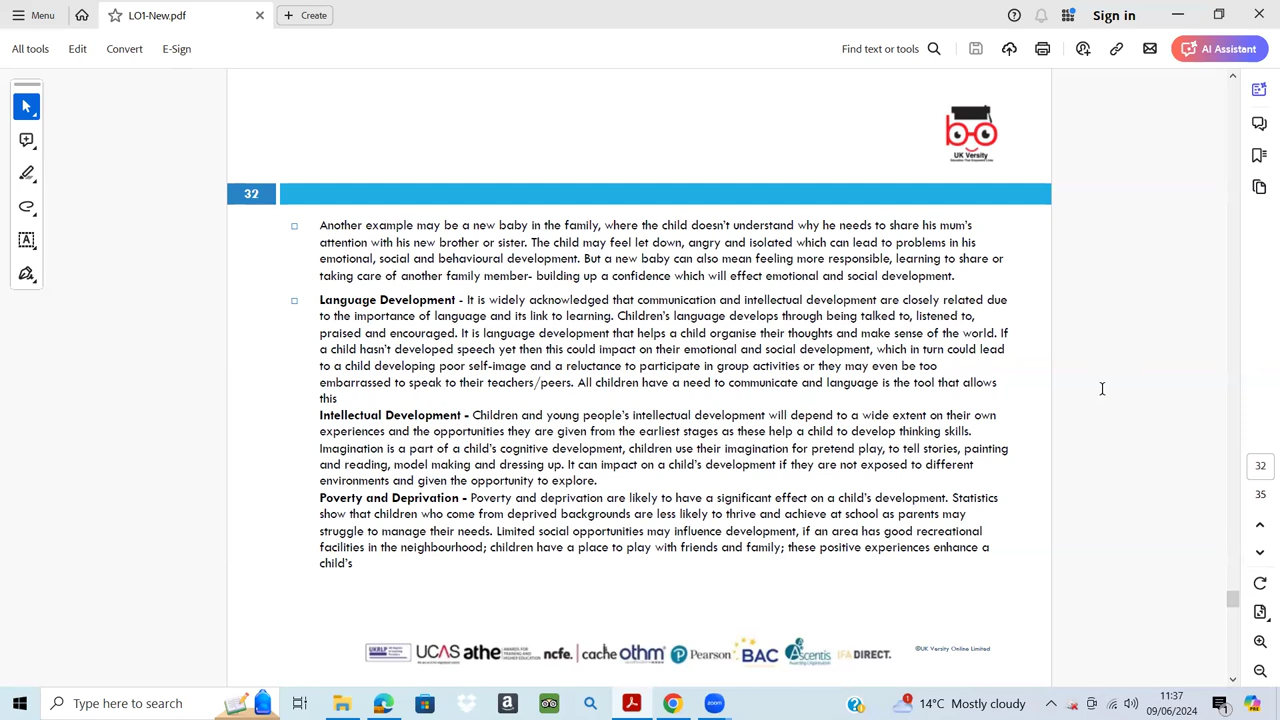 Menu
LO1-New.pdf
Create
Sign in
All tools
Edit
Convert
E-Sign
Find text or tools
AI Assistant
UK Versity
32
Another example may be a new baby in the family, where the child doesn't understand why he needs to share his mum's
attention with his new brother or sister. The child may feel let down, angry and isolated which can lead to problems in his
emotional, social and behavioural development. But a new baby can also mean feeling more responsible, learning to share or
taking care of another family member- building up a confidence which will effect emotional and social development.
Language Development - It is widely acknowledged that communication and intellectual development are closely related due
to the importance of language and its link to learning. Children's language develops through being talked to, listened to,
praised and encouraged. It is language development that helps a child organise their thoughts and make sense of the world. If
a child hasn't developed speech yet then this could impact on their emotional and social development, which in turn could lead
to a child developing poor self-image and a reluctance to participate in group activities or they may even be too
embarrassed to speak to their teachers/peers. All children have a need to communicate and language is the tool that allows
this
Intellectual Development - Children and young people's intellectual development will depend to a wide extent on their own
experiences and the opportunities they are given from the earliest stages as these help a child to develop thinking skills.
Imagination is a part of a child's cognitive development, children use their imagination for pretend play, to tell stories, painting
and reading, model making and dressing up. It can impact on a child's development if they are not exposed to different
environments and given the opportunity to explore.
Poverty and Deprivation - Poverty and deprivation are likely to have a significant effect on a child's development. Statistics
show that children who come from deprived backgrounds are less likely to thrive and achieve at school as parents may
struggle to manage their needs. Limited social opportunities may influence development, if an area has good recreational
facilities in the neighbourhood; children have a place to play with friends and family; these positive experiences enhance a
child's
32
35
UKRLP UCAS athe ncfe. cache othm Pearson BAC Ascentis IFA DIRECT.
©UK Versity Online Limited
Type here to search
zoom
14°C Mostly cloudy
11:37
09/06/2024